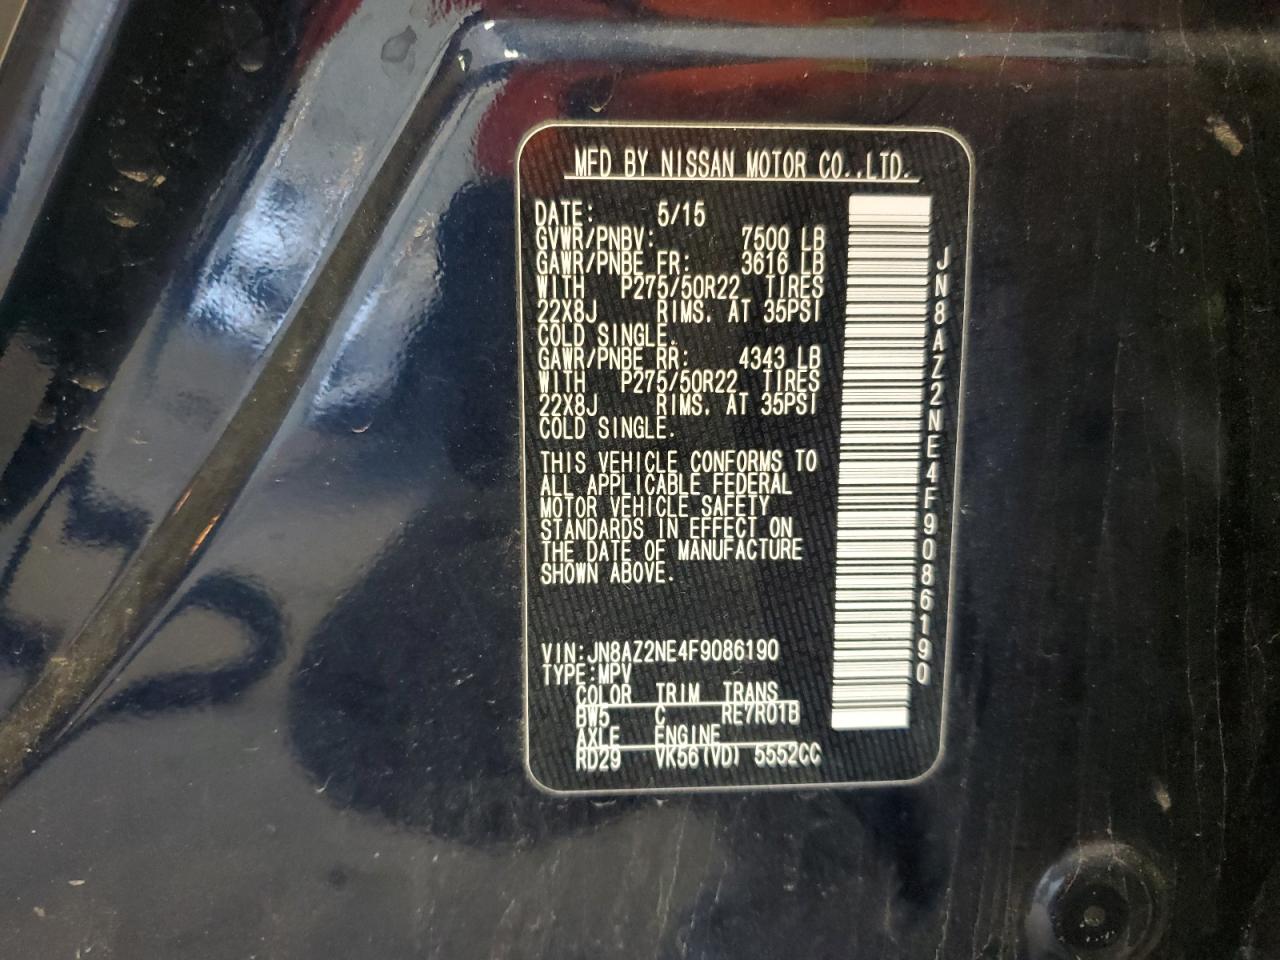 MFD BY NISSAN MOTOR CO.,LTD.
DATE: 5/15
GVWR/PNBV: 7500 LB
GAWR/PNBE FR: 3616 LB
WITH P275/50R22 TIRES
22X8J RIMS. AT 35PSI
COLD SINGLE.
GAWR/PNBE RR: 4343 LB
WITH P275/50R22 TIRES
22X8J RIMS. AT 35PSI
COLD SINGLE.
THIS VEHICLE CONFORMS TO
ALL APPLICABLE FEDERAL
MOTOR VEHICLE SAFETY
STANDARDS IN EFFECT ON
THE DATE OF MANUFACTURE
SHOWN ABOVE.
VIN:JN8AZ2NE4F9086190
TYPE:MPV
COLOR TRIM TRANS
BW5 C RE7R01B
AXLE ENGINE
RD29 VK56(VD) 5552CC
JN8AZ2NE4F9086190